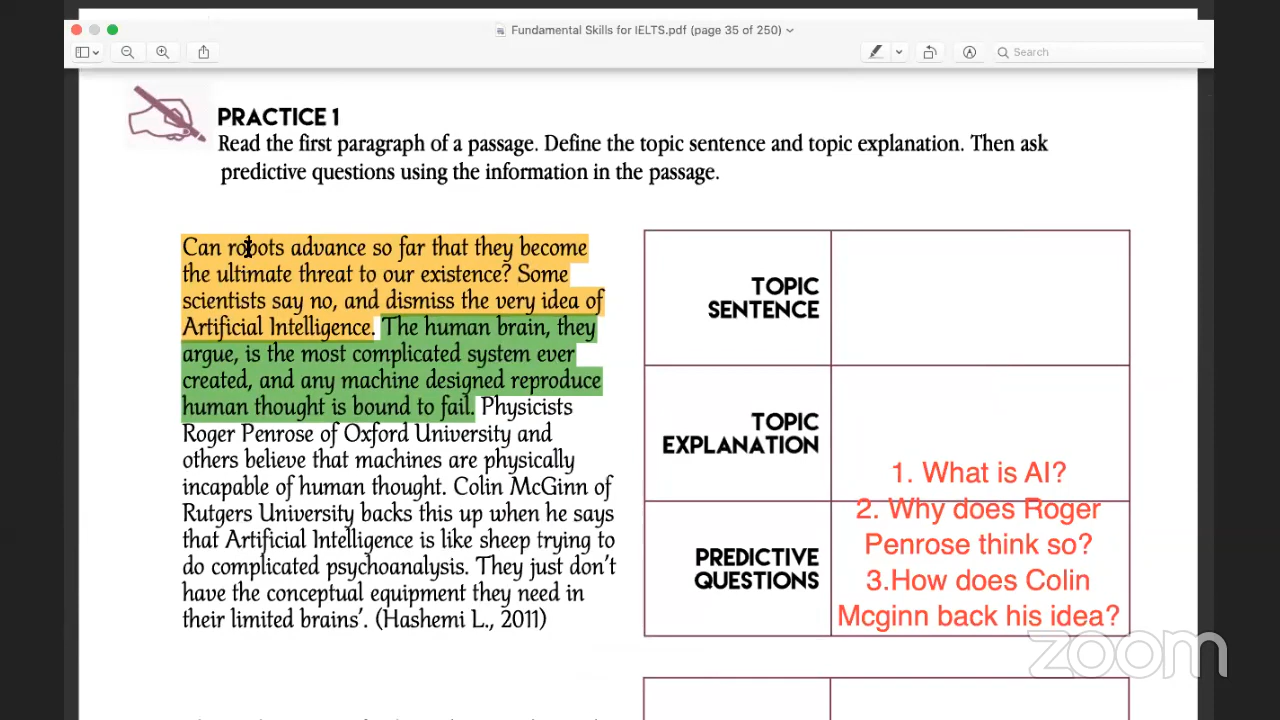 Fundamental Skills for IELTS.pdf (page 35 of 250)
Search
PRACTICE 1
Read the first paragraph of a passage. Define the topic sentence and topic explanation. Then ask
predictive questions using the information in the passage.
Can robots advance so far that they become
the ultimate threat to our existence? Some
scientists say no, and dismiss the very idea of
Artificial Intelligence. The human brain, they
argue, is the most complicated system ever
created, and any machine designed reproduce
human thought is bound to fail. Physicists
Roger Penrose of Oxford University and
others believe that machines are physically
incapable of human thought. Colin McGinn of
Rutgers University backs this up when he says
that Artificial Intelligence is like sheep trying to
do complicated psychoanalysis. They just don't
have the conceptual equipment they need in
their limited brains'. (Hashemi L., 2011)
TOPIC
SENTENCE
TOPIC
EXPLANATION
PREDICTIVE
QUESTIONS
1. What is AI?
2. Why does Roger
Penrose think so?
3.How does Colin
Mcginn back his idea?
zoom